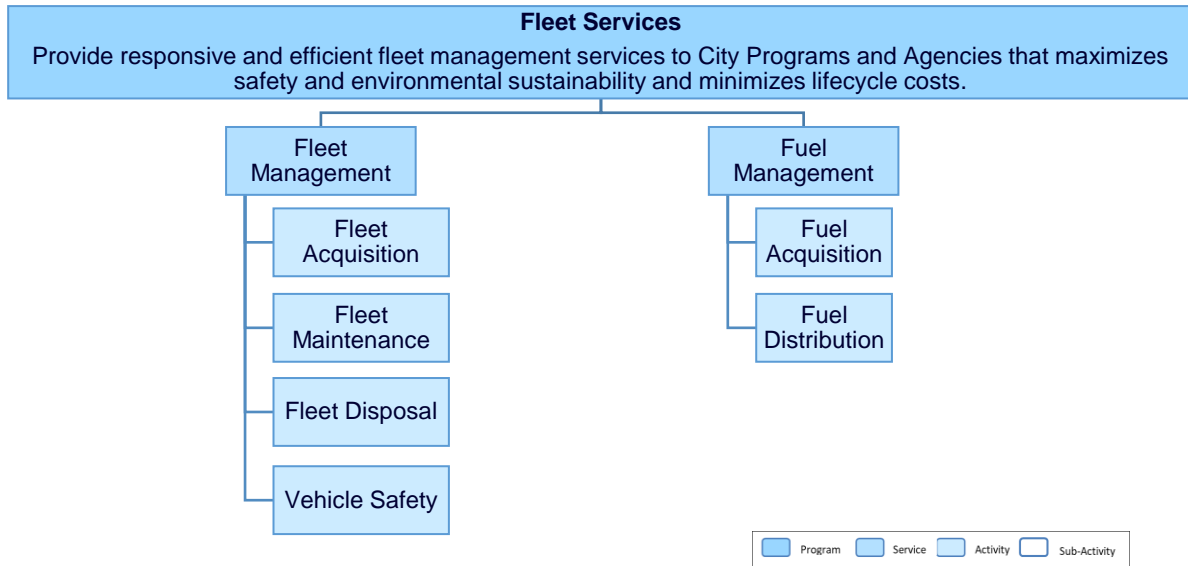 Fleet Services
Provide responsive and efficient fleet management services to City Programs and Agencies that maximizes
safety and environmental sustainability and minimizes lifecycle costs.
Fleet
Management
Fleet
Acquisition
Fleet
Maintenance
Fleet Disposal
Vehicle Safety
Fuel
Management
Fuel
Acquisition
Fuel
Distribution
Program Service Activity Sub-Activity